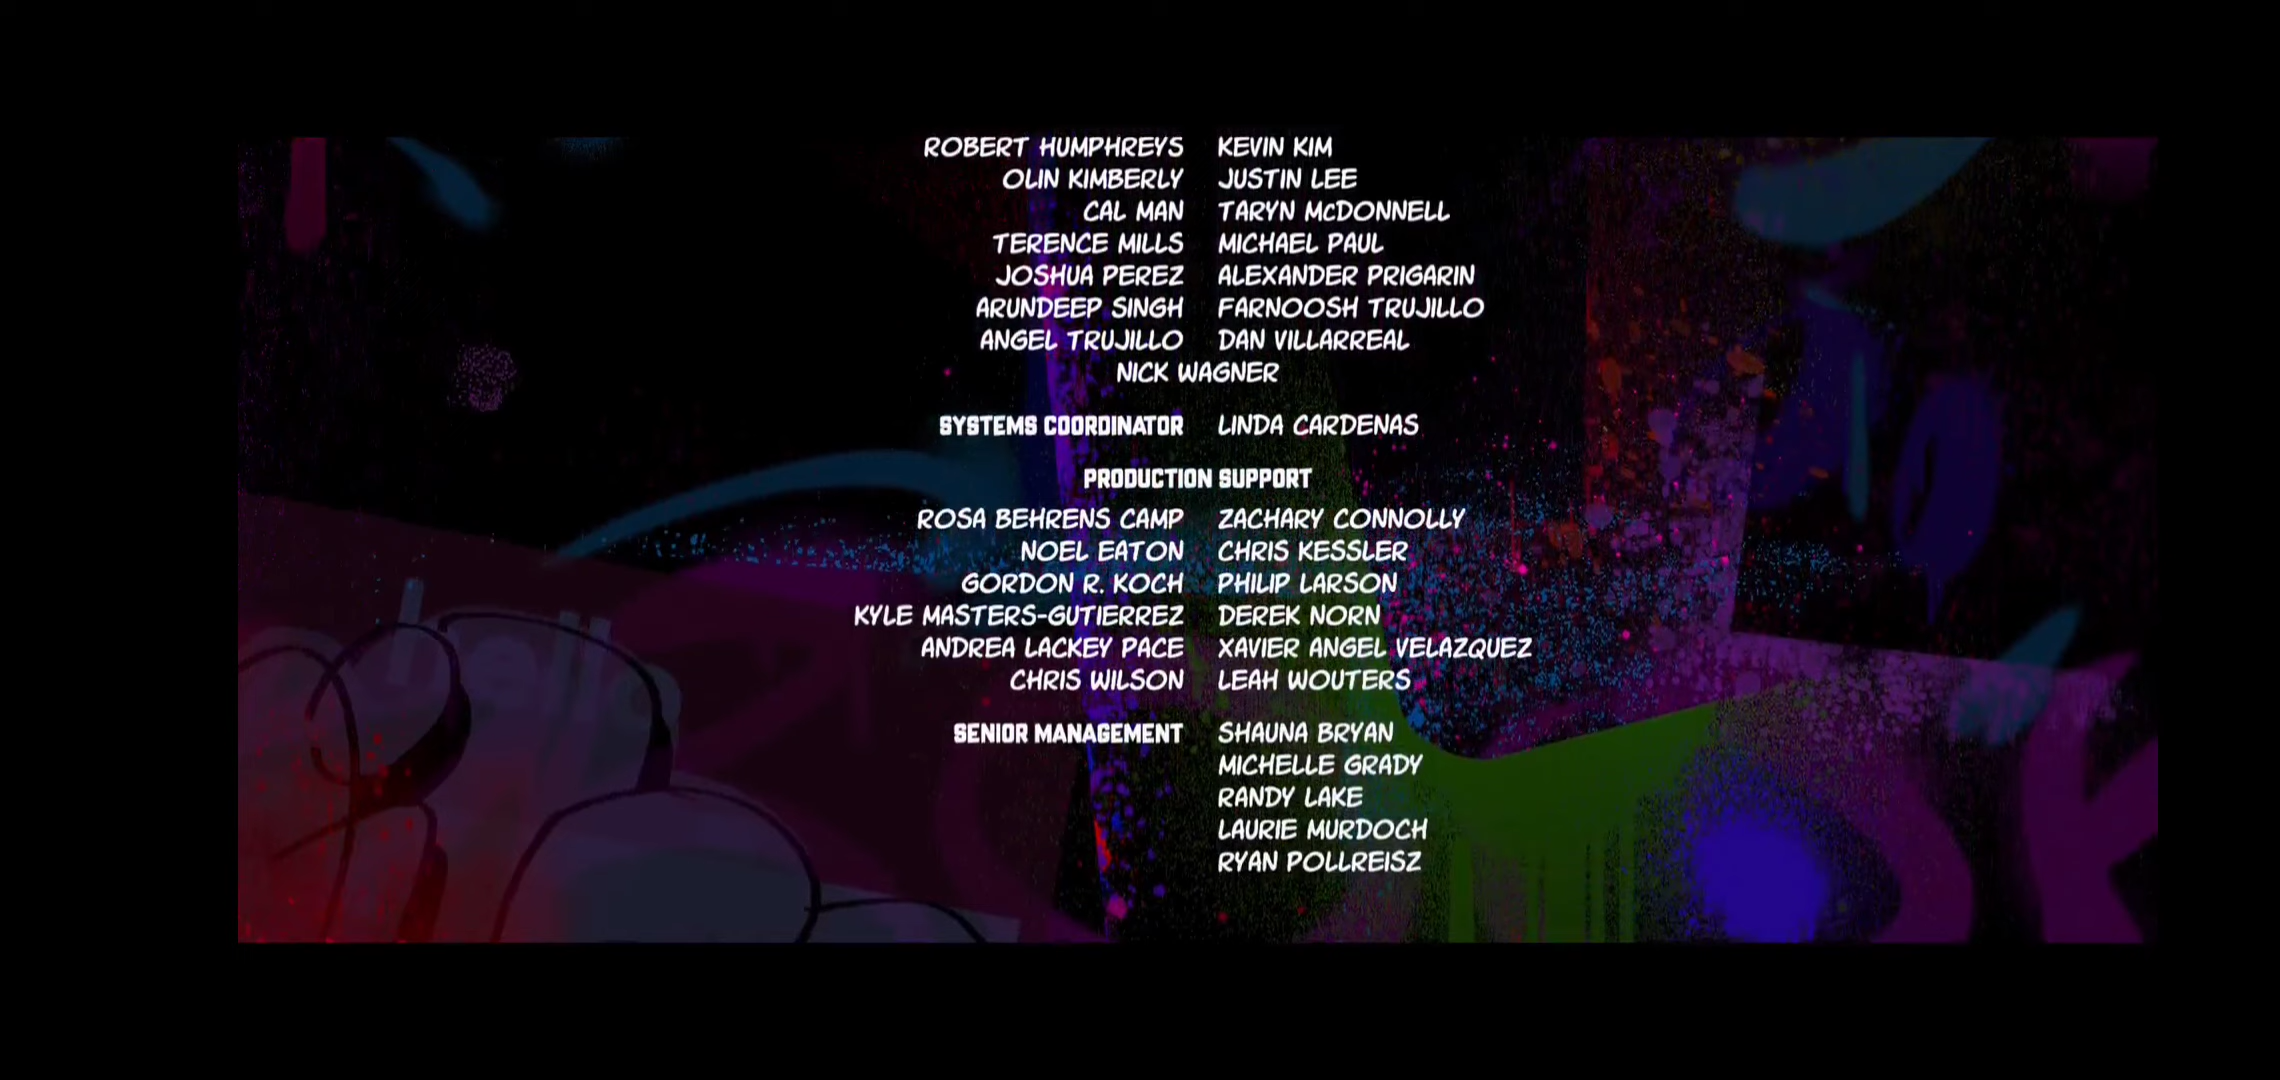 ROBERT HUMPHREYS KEVIN KIM
OLIN KIMBERLY JUSTIN LEE
CAL MAN TARYN McDONNELL
TERENCE MILLS MICHAEL PAUL
JOSHUA PEREZ ALEXANDER PRIGARIN
ARUNDEEP SINGH FARNOOSH TRUJILLO
ANGEL TRUJILLO DAN VILLARREAL
NICK WAGNER
SYSTEMS COORDINATOR LINDA CARDENAS
PRODUCTION SUPPORT
ROSA BEHRENS CAMP ZACHARY CONNOLLY
NOEL EATON CHRIS KESSLER
GORDON R. KOCH PHILIP LARSON
KYLE MASTERS-GUTIERREZ DEREK NORN
ANDREA LACKEY PACE XAVIER ANGEL VELAZQUEZ
CHRIS WILSON LEAH WOUTERS
SENIOR MANAGEMENT SHAUNA BRYAN
MICHELLE GRADY
RANDY LAKE
LAURIE MURDOCH
RYAN POLLREISZ